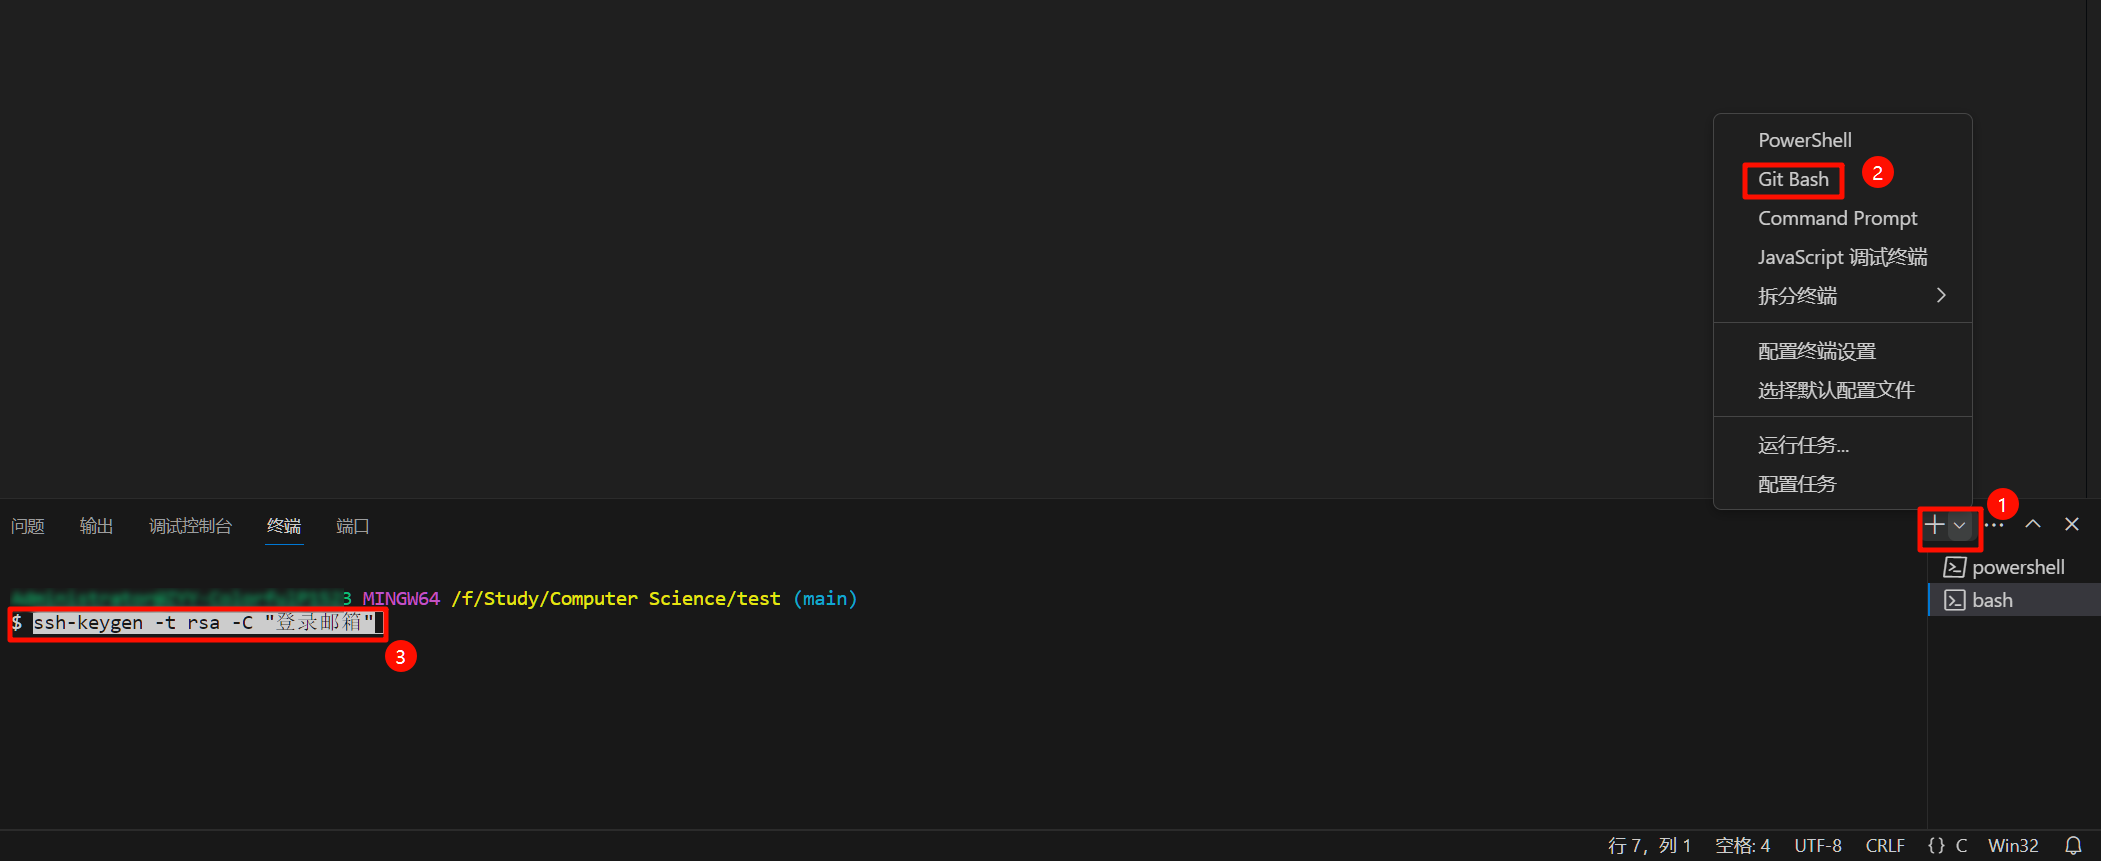 PowerShell
Git Bash
2
Command Prompt
JavaScript 调试终端
拆分终端
配置终端设置
选择默认配置文件
运行任务...
配置任务
1
问题 输出 调试控制台 终端 端口
powershell
bash
3 MINGW64 /f/Study/Computer Science/test (main)
$ ssh-keygen -t rsa -C "登录邮箱"
3
行 7，列 1 空格: 4 UTF-8 CRLF {} C Win32